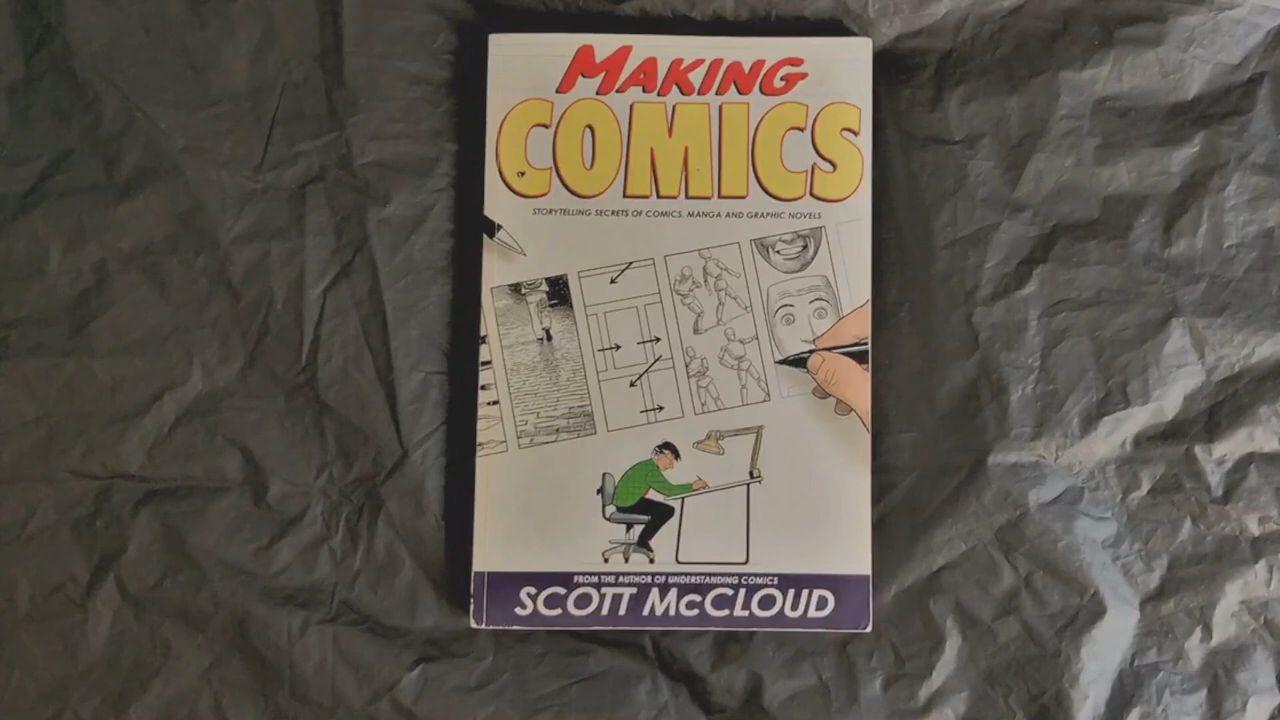 MAKING
COMICS
STORYTELLING SECRETS OF COMICS, MANGA AND GRAPHIC NOVELS
FROM THE AUTHOR OF UNDERSTANDING COMICS
SCOTT McCLOUD